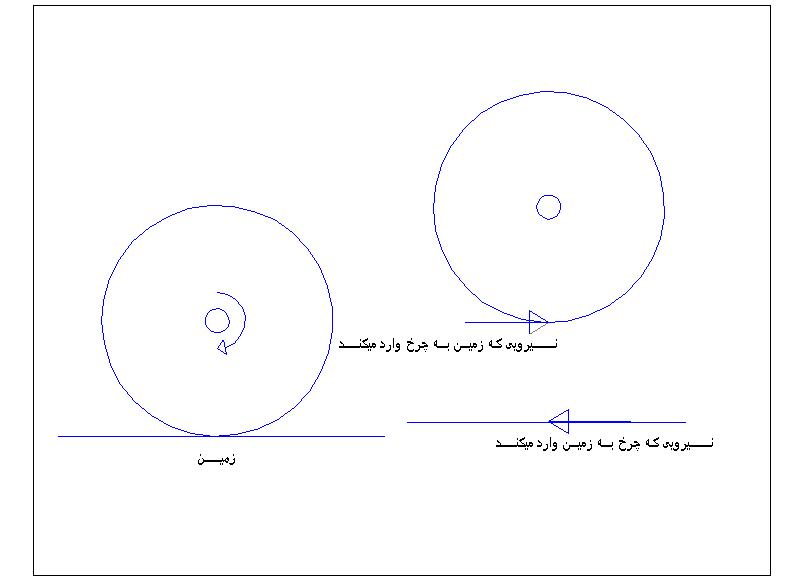 نیرویی که زمین به چرخ وارد میکند
نیرویی که چرخ به زمین وارد میکند
زمین